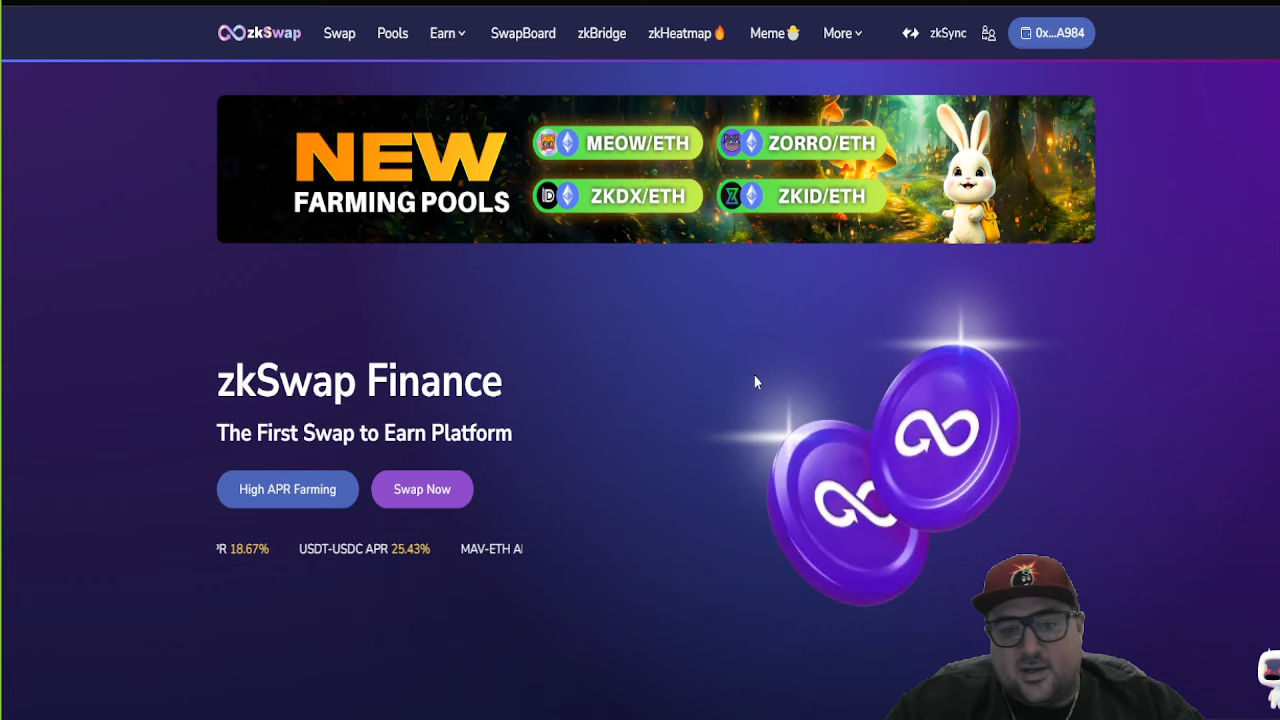 zkSwap Swap Pools Earn SwapBoard zkBridge zkHeatmap🔥 Meme🐣 More zkSync 0x...A984
NEW
FARMING POOLS
MEOW/ETH ZORRO/ETH
ZKDX/ETH ZKID/ETH
zkSwap Finance
The First Swap to Earn Platform
High APR Farming Swap Now
PR 18.67% USDT-USDC APR 25.43% MAV-ETH AI